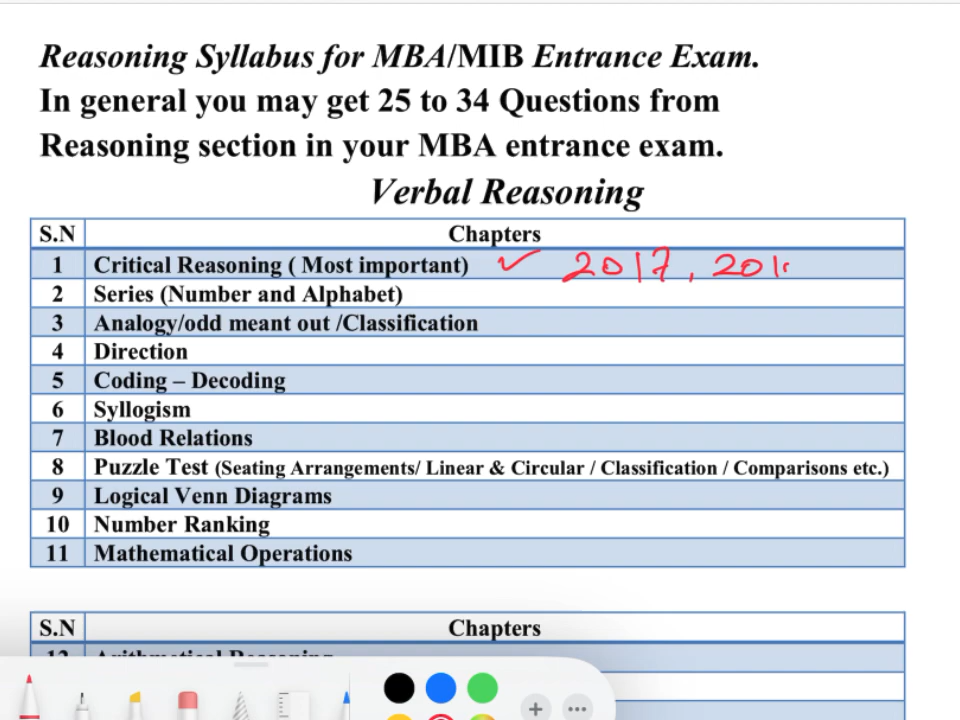 Reasoning Syllabus for MBA/MIB Entrance Exam.
In general you may get 25 to 34 Questions from
Reasoning section in your MBA entrance exam.
Verbal Reasoning
S.N Chapters
1 Critical Reasoning ( Most important) ✓ 2017,
2 Series (Number and Alphabet)
3 Analogy/odd meant out /Classification
4 Direction
5 Coding – Decoding
6 Syllogism
7 Blood Relations
8 Puzzle Test (Seating Arrangements/ Linear & Circular / Classification / Comparisons etc.)
9 Logical Venn Diagrams
10 Number Ranking
11 Mathematical Operations
S.N Chapters